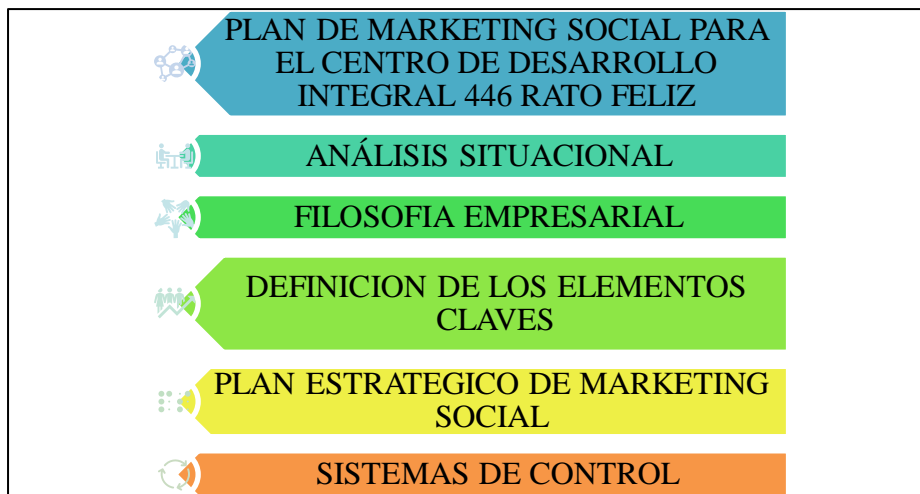 PLAN DE MARKETING SOCIAL PARA
EL CENTRO DE DESARROLLO
INTEGRAL 446 RATO FELIZ
ANÁLISIS SITUACIONAL
FILOSOFIA EMPRESARIAL
DEFINICION DE LOS ELEMENTOS
CLAVES
PLAN ESTRATEGICO DE MARKETING
SOCIAL
SISTEMAS DE CONTROL